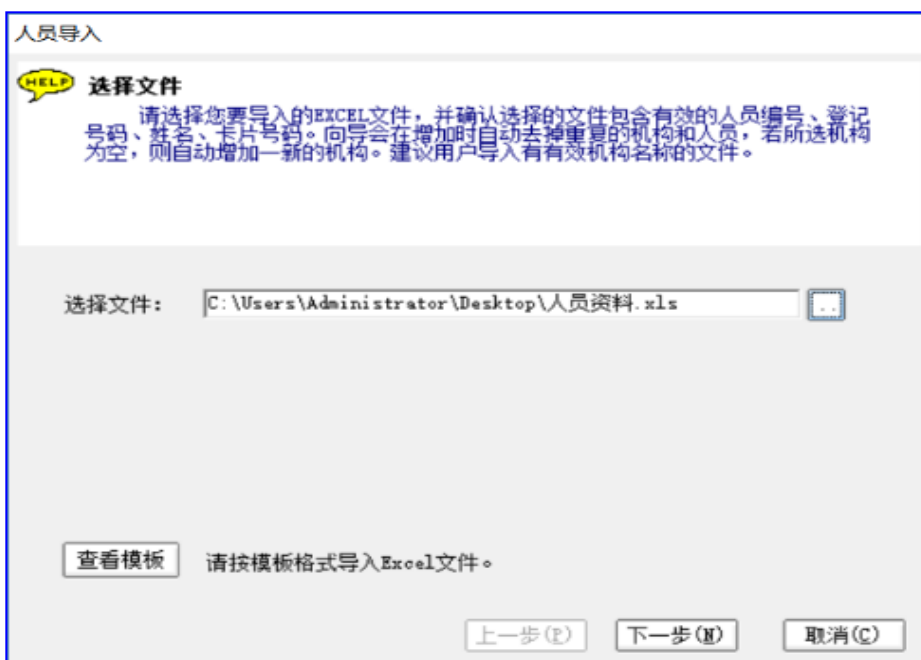 人员导入
HELP 选择文件
请选择您要导入的EXCEL文件，并确认选择的文件包含有效的人员编号、登记
号码、姓名、卡片号码。向导会在增加时自动去掉重复的机构和人员，若所选机构
为空，则自动增加一新的机构。建议用户导入有有效机构名称的文件。
选择文件： C:\Users\Administrator\Desktop\人员资料.xls ..
查看模板 请按模板格式导入Excel文件。
上一步(P) 下一步(N) 取消(C)